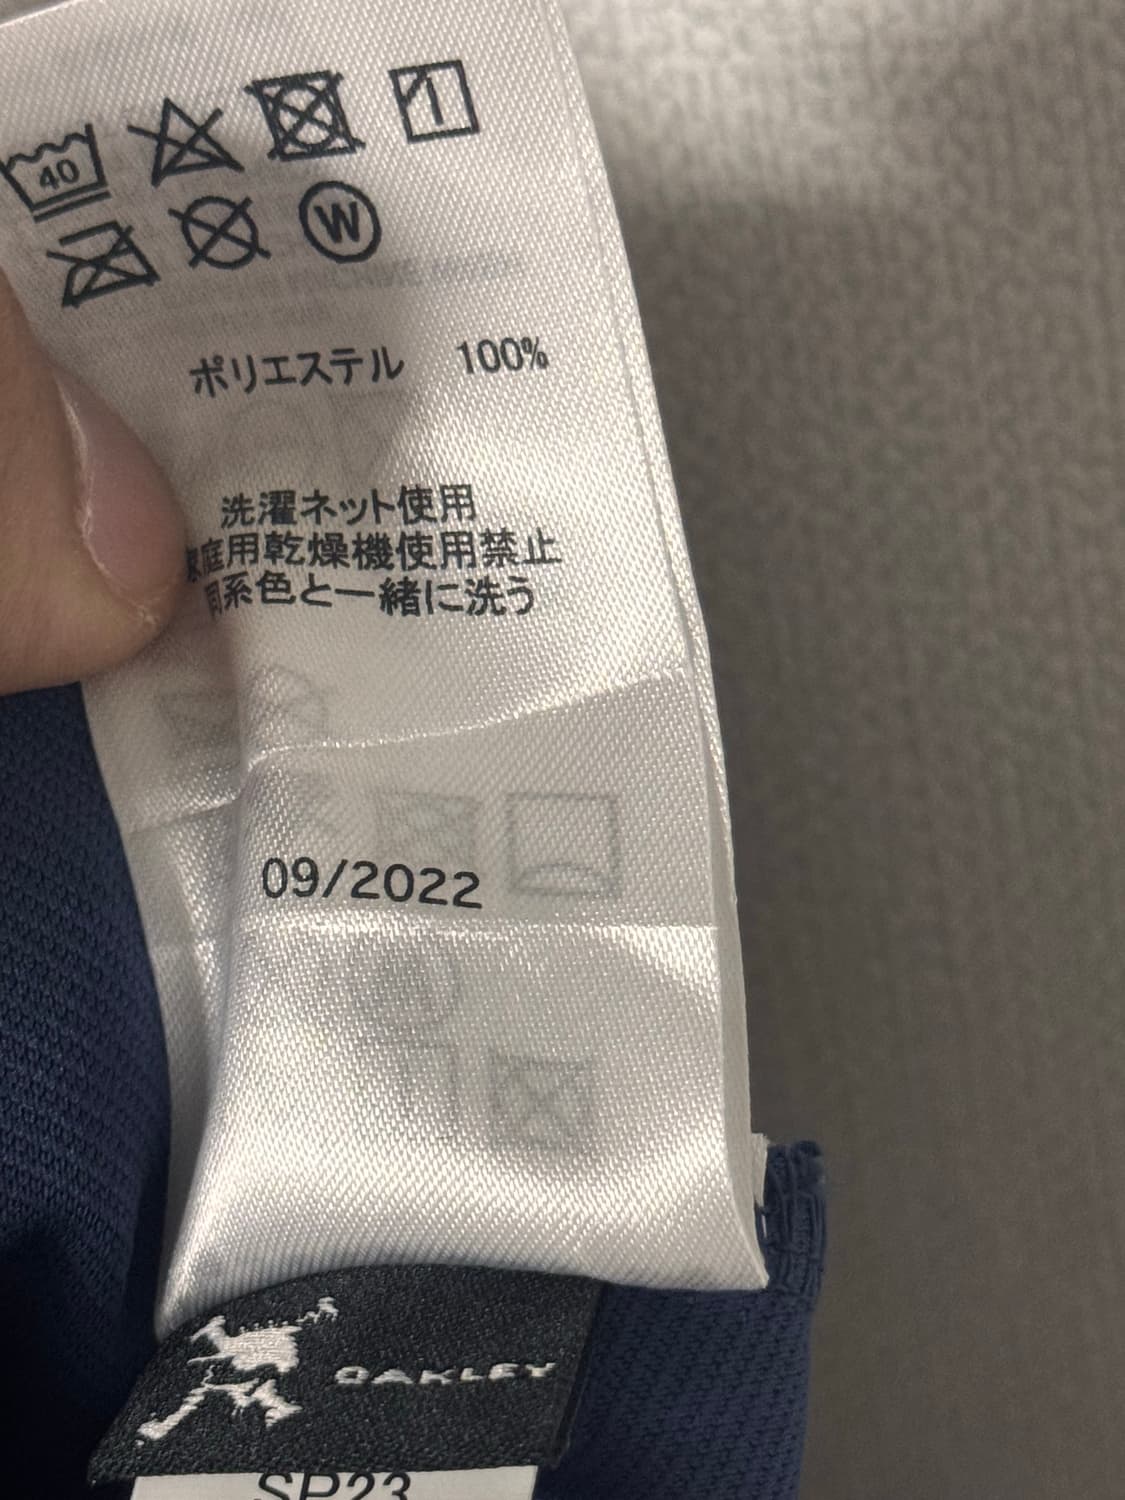 40
W
ポリエステル 100%
洗濯ネット使用
家庭用乾燥機使用禁止
同系色と一緒に洗う
09/2022
OAKLEY
SP23